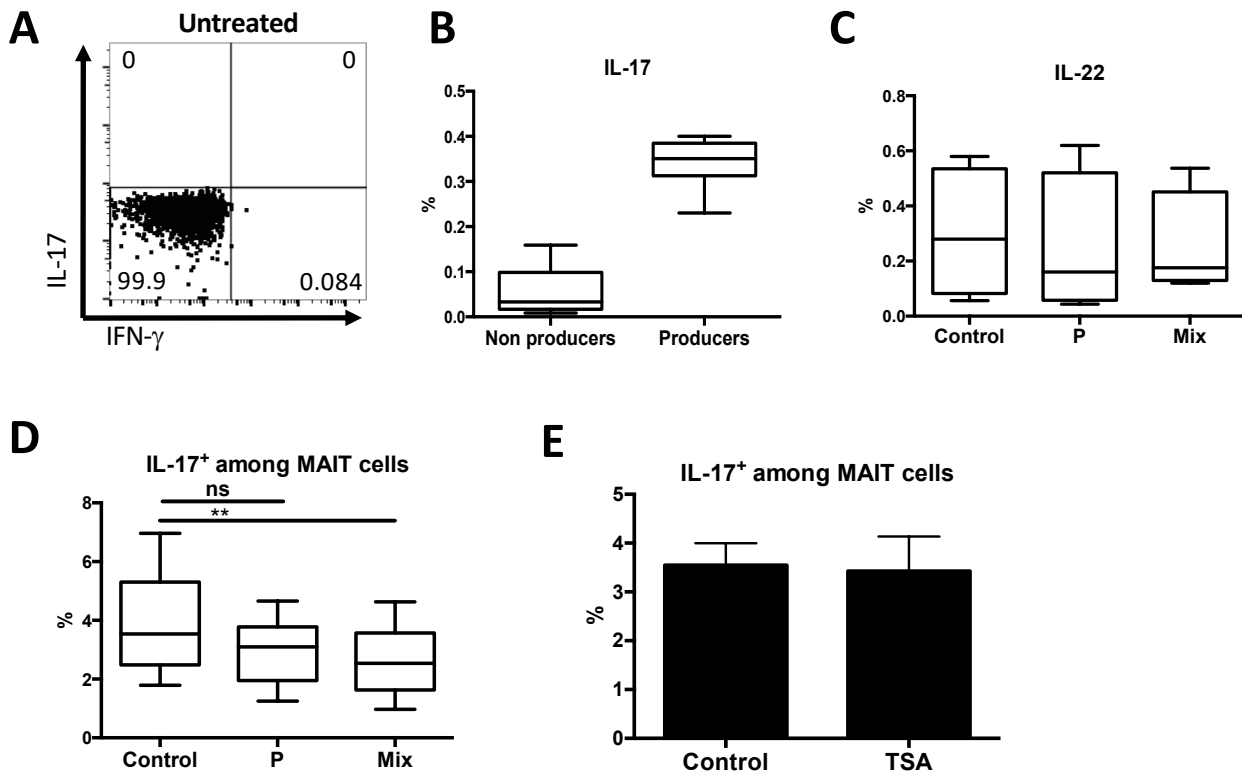 A
Untreated
0 0
99.9 0.084
IL-17
IFN-γ
B
IL-17
%
0.5
0.4
0.3
0.2
0.1
0.0
Non producers Producers
C
IL-22
%
0.8
0.6
0.4
0.2
0.0
Control P Mix
D
IL-17⁺ among MAIT cells
ns
**
%
8
6
4
2
0
Control P Mix
E
IL-17⁺ among MAIT cells
%
5
4
3
2
1
0
Control TSA